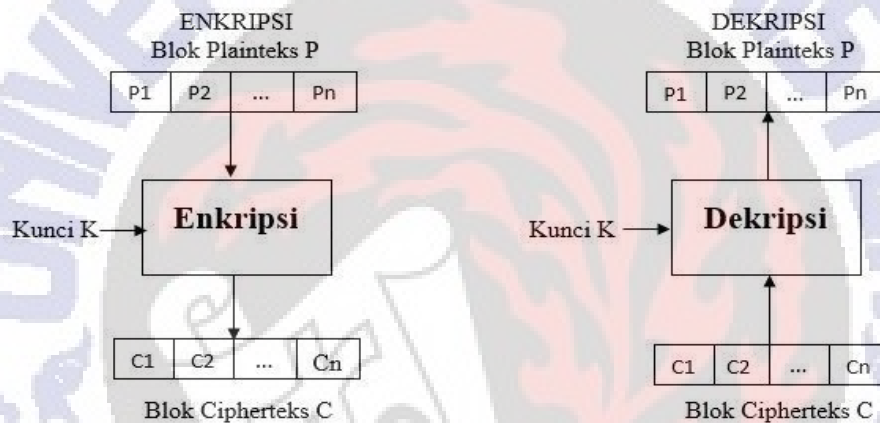 ENKRIPSI
Blok Plainteks P
P1 P2 ... Pn
Kunci K
Enkripsi
C1 C2 ... Cn
Blok Cipherteks C
DEKRIPSI
Blok Plainteks P
P1 P2 ... Pn
Kunci K
Dekripsi
C1 C2 ... Cn
Blok Cipherteks C